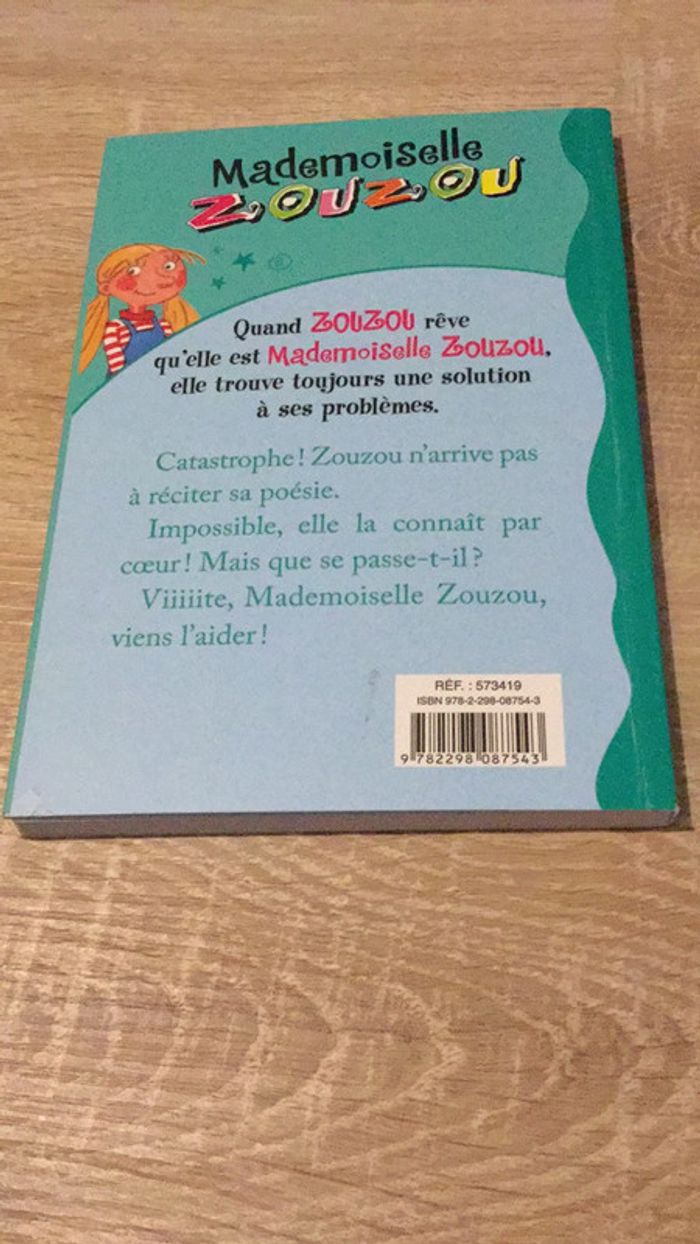 Mademoiselle
ZOUZOU
Quand ZOUZOU rêve
qu'elle est Mademoiselle Zouzou,
elle trouve toujours une solution
à ses problèmes.
Catastrophe ! Zouzou n'arrive pas
à réciter sa poésie.
Impossible, elle la connaît par
cœur ! Mais que se passe-t-il ?
Viiiiite, Mademoiselle Zouzou,
viens l'aider !
RÉF. : 573419
ISBN 978-2-298-08754-3
9 782298 087543